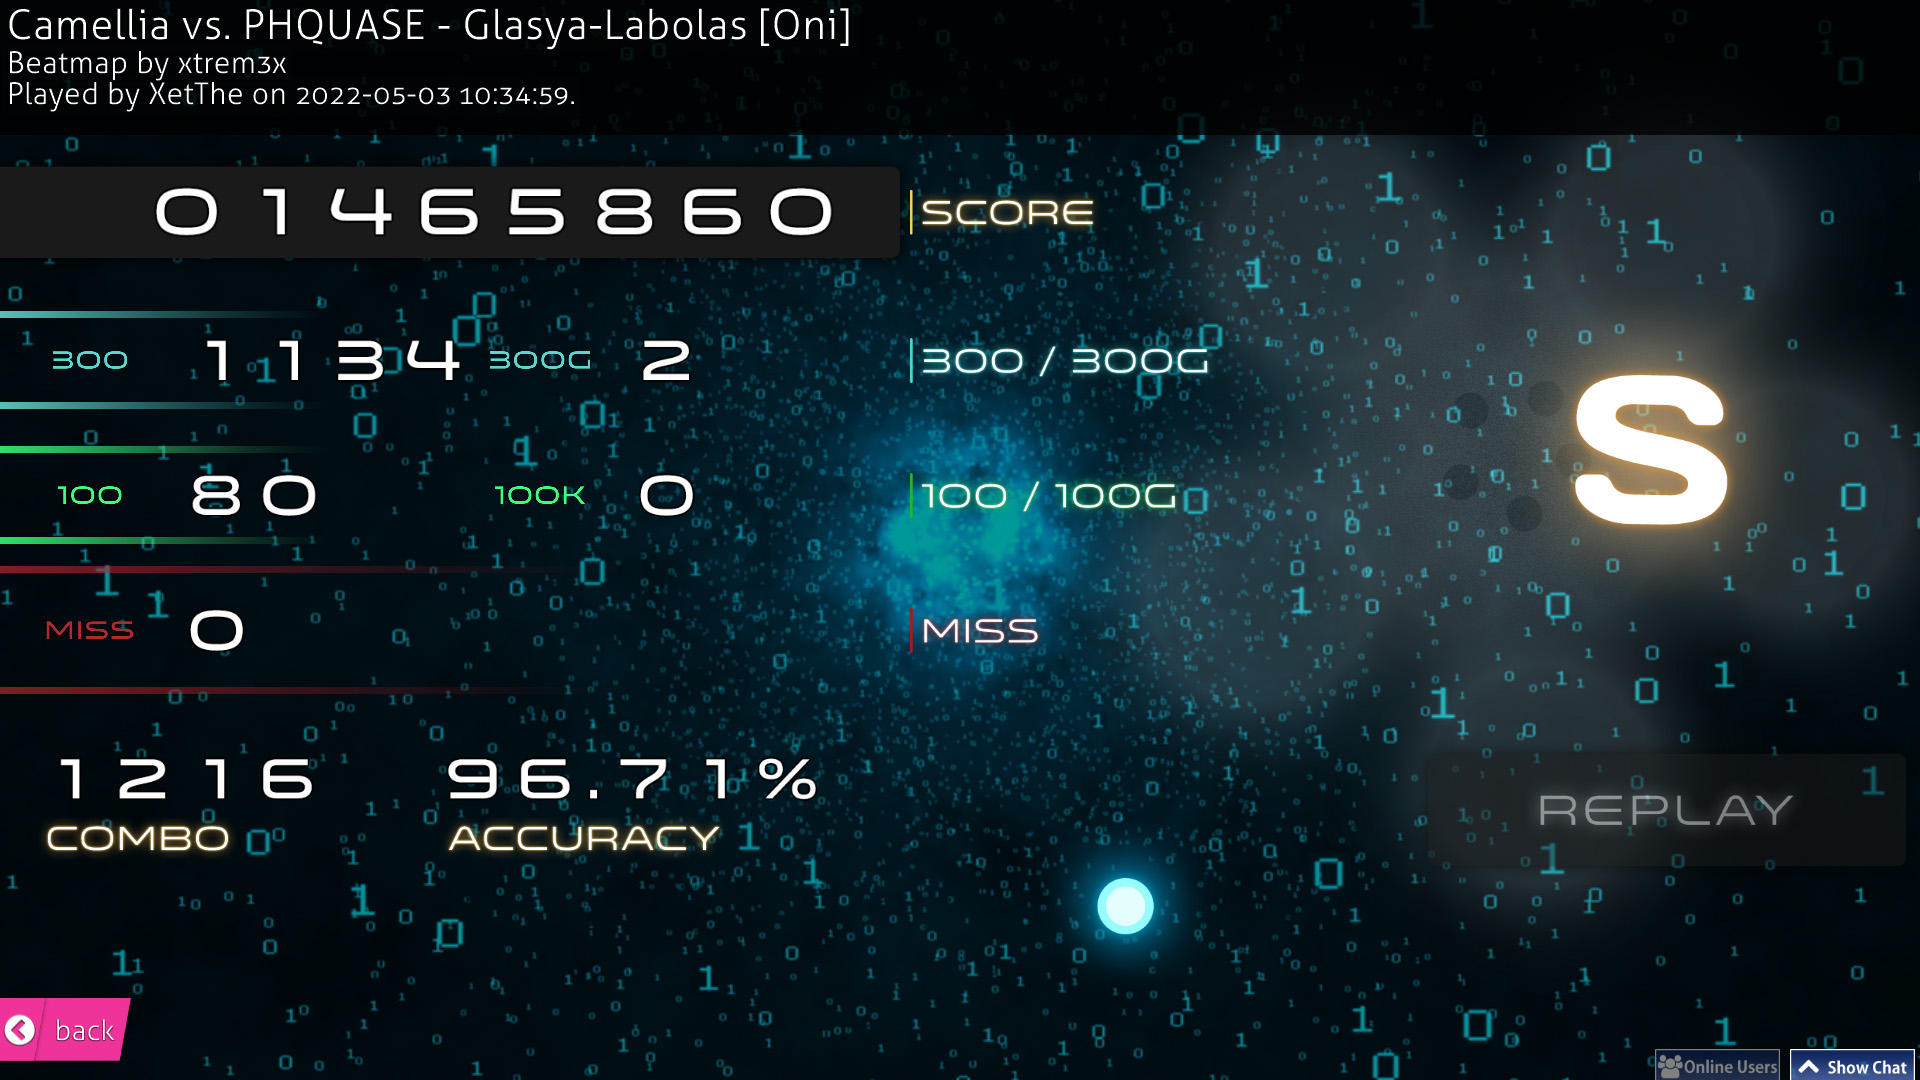 Camellia vs. PHQUASE - Glasya-Labolas [Oni]
Beatmap by xtrem3x
Played by XetThe on 2022-05-03 10:34:59.
01465860 SCORE
300 1134 300G 2 300 / 300G
S
100 80 100K 0 100 / 100G
MISS 0 MISS
1216 96.71%
REPLAY
COMBO ACCURACY
back
Online Users Show Chat